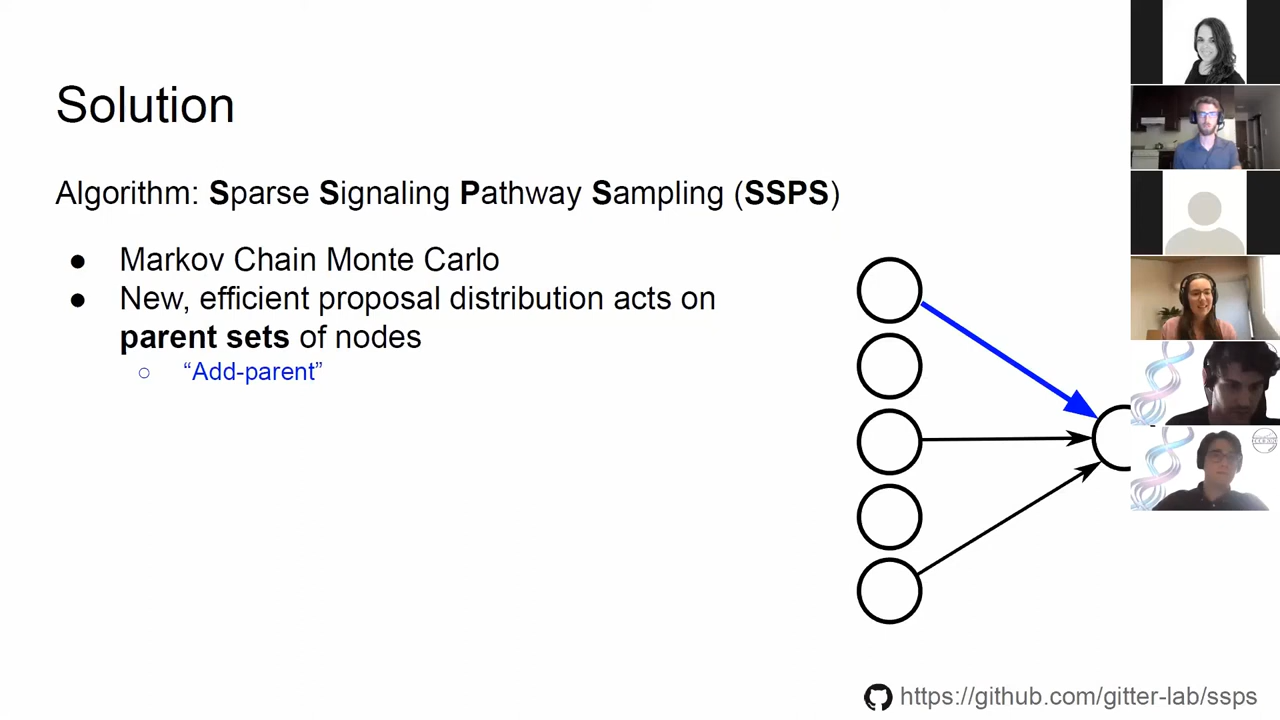 Solution
Algorithm: Sparse Signaling Pathway Sampling (SSPS)
● Markov Chain Monte Carlo
● New, efficient proposal distribution acts on
parent sets of nodes
○ “Add-parent”
https://github.com/gitter-lab/ssps